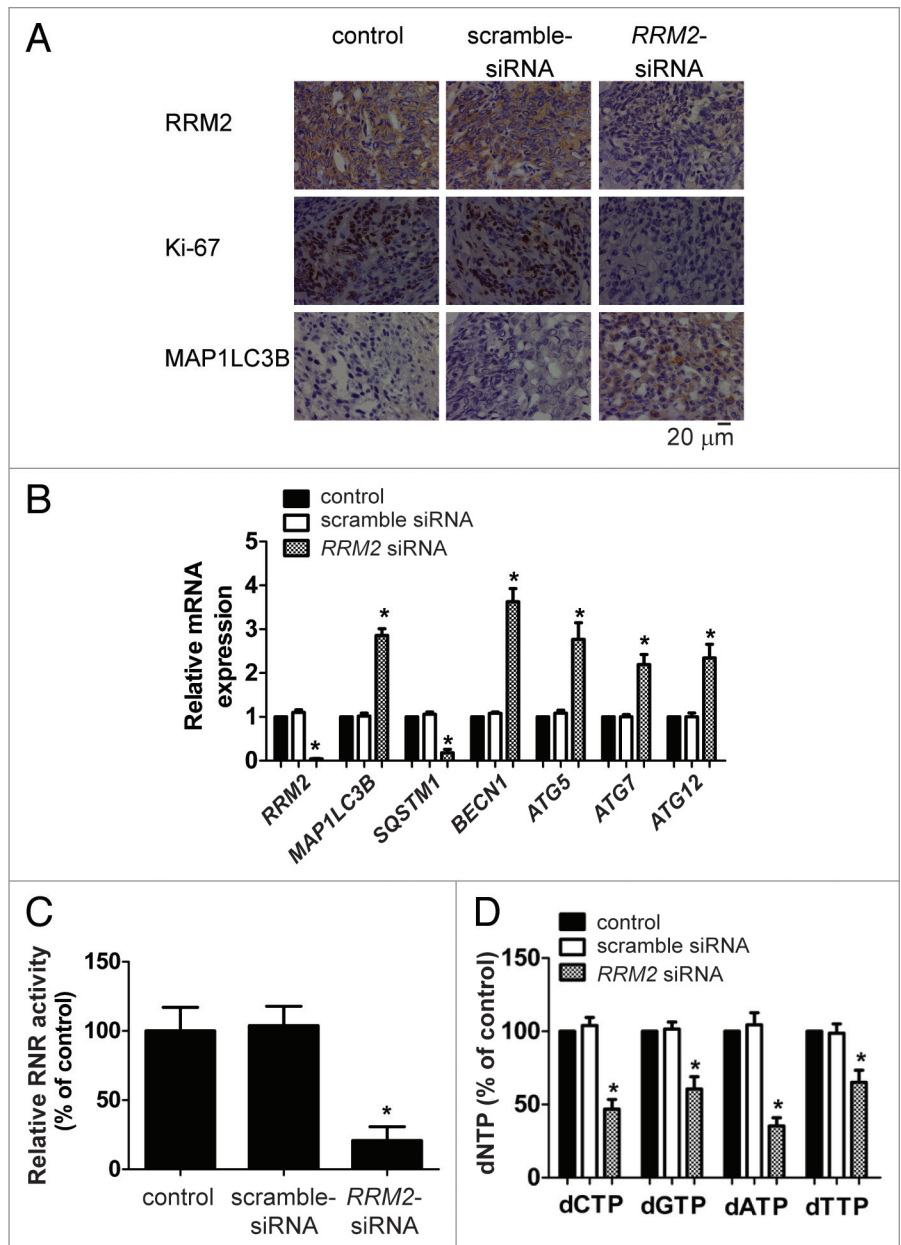 A
control
scramble-
siRNA
RRM2-
siRNA
RRM2
Ki-67
MAP1LC3B
20 μm
B
control
scramble siRNA
RRM2 siRNA
Relative mRNA
expression
5
4
3
2
1
0
*
*
*
*
*
*
*
RRM2
MAP1LC3B
SQSTM1
BECN1
ATG5
ATG7
ATG12
C
Relative RNR activity
(% of control)
150
100
50
0
*
control
scramble-
siRNA
RRM2-
siRNA
D
control
scramble siRNA
RRM2 siRNA
dNTP (% of control)
150
100
50
0
*
*
*
*
dCTP
dGTP
dATP
dTTP